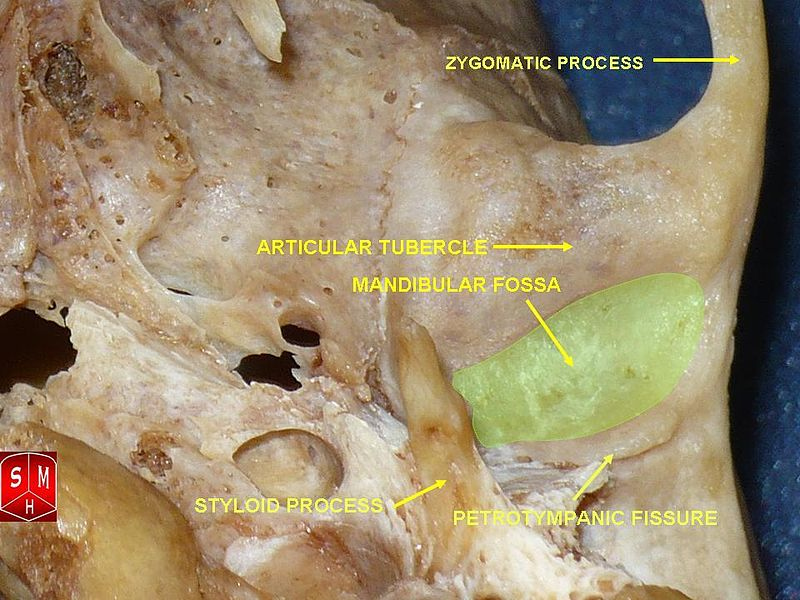 ZYGOMATIC PROCESS
ARTICULAR TUBERCLE
MANDIBULAR FOSSA
S M
H
STYLOID PROCESS
PETROTYMPANIC FISSURE